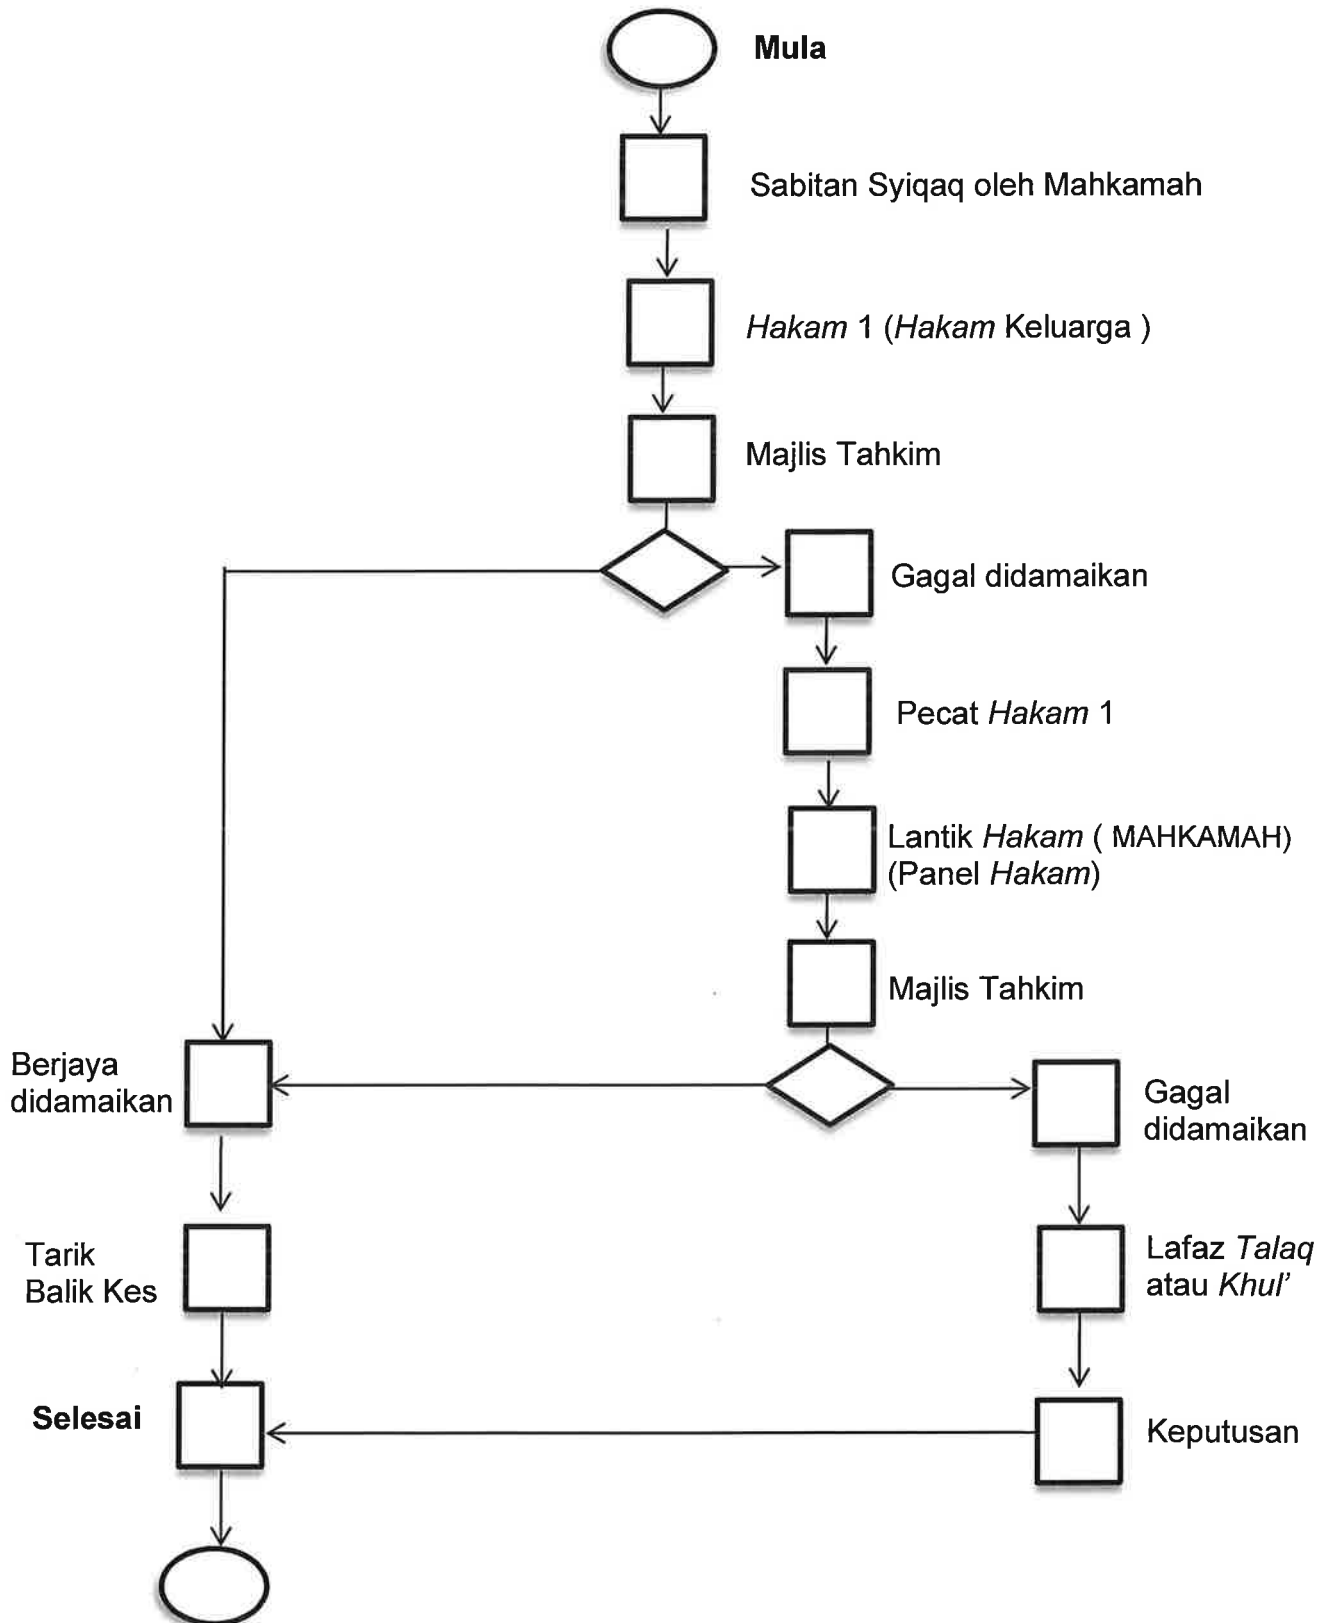 Mula
Sabitan Syiqaq oleh Mahkamah
Hakam 1 (Hakam Keluarga )
Majlis Tahkim
Gagal didamaikan
Pecat Hakam 1
Lantik Hakam ( MAHKAMAH)
(Panel Hakam)
Majlis Tahkim
Berjaya
didamaikan
Gagal
didamaikan
Tarik
Balik Kes
Lafaz Talaq
atau Khul’
Selesai
Keputusan